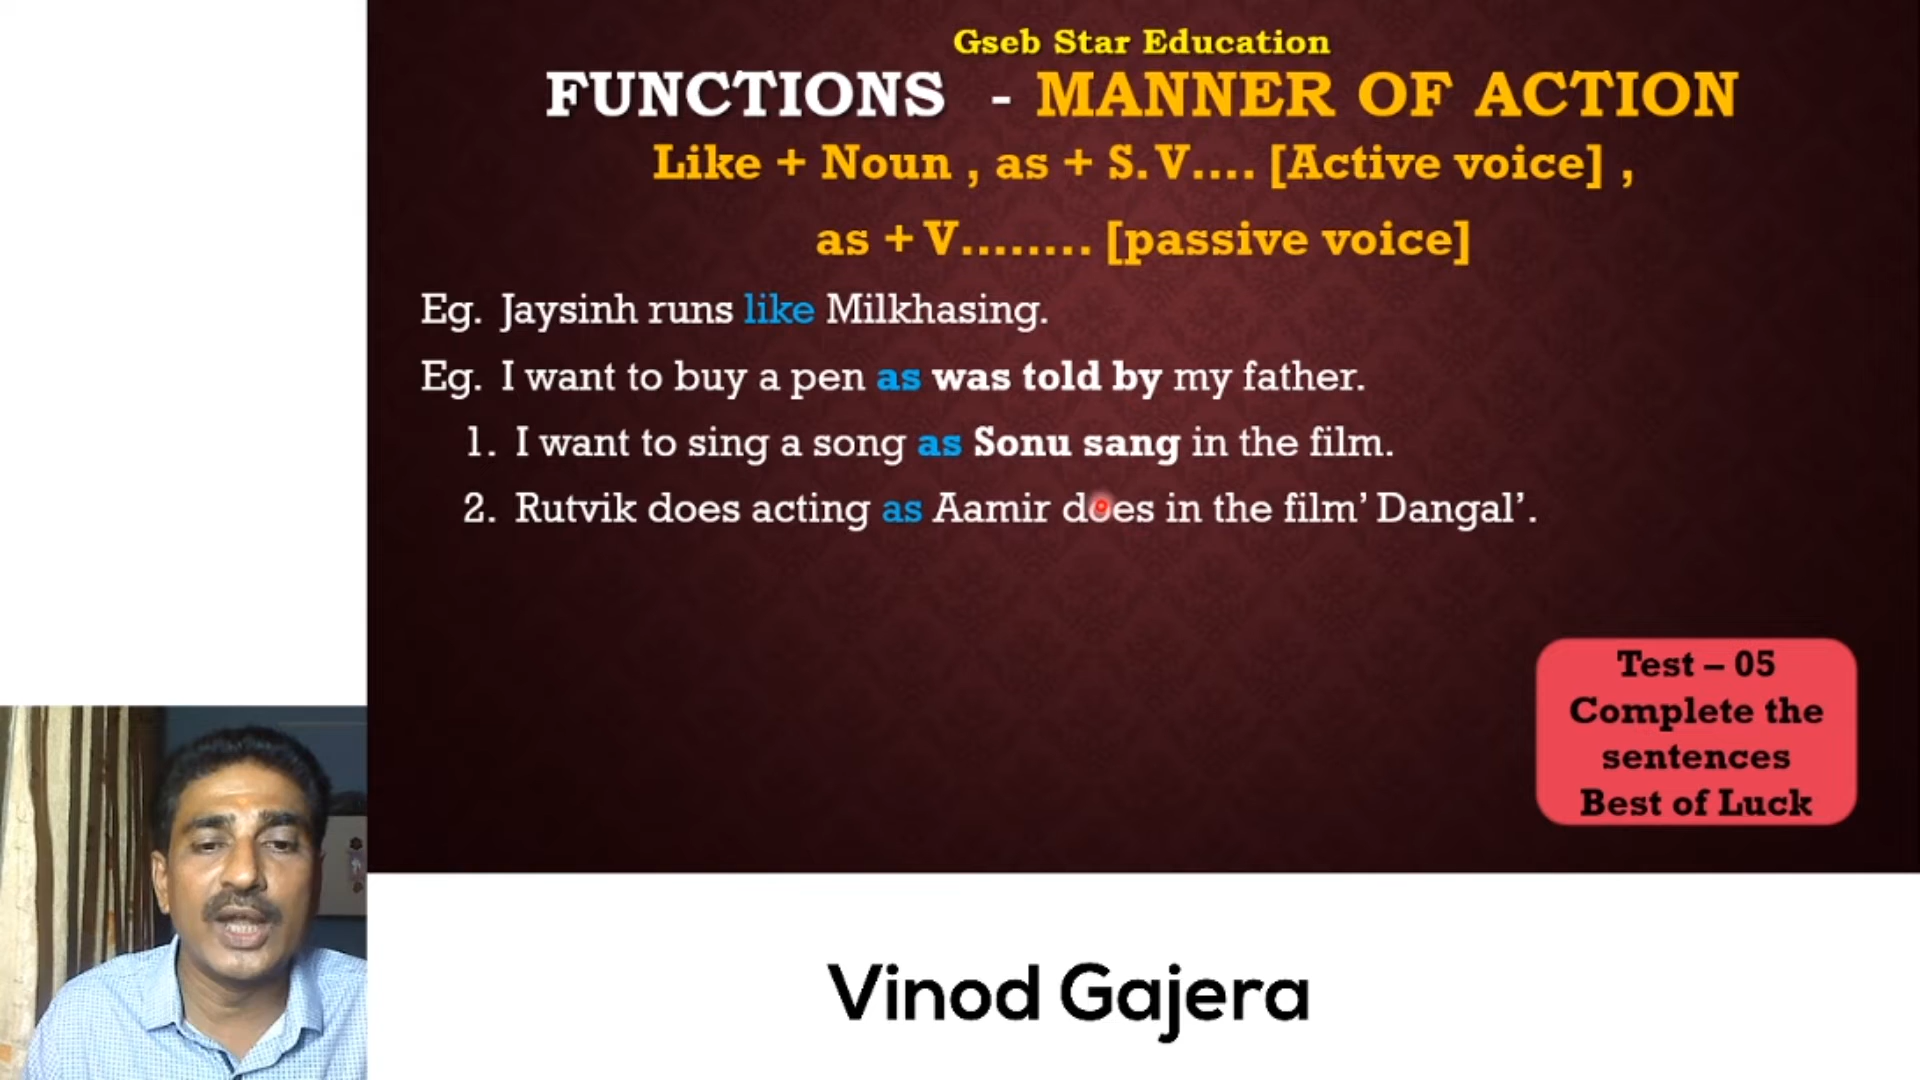 Gseb Star Education
FUNCTIONS - MANNER OF ACTION
Like + Noun , as + S.V.... [Active voice] ,
as + V........ [passive voice]
Eg. Jaysinh runs like Milkhasing.
Eg. I want to buy a pen as was told by my father.
1. I want to sing a song as Sonu sang in the film.
2. Rutvik does acting as Aamir does in the film’ Dangal’.
Test – 05
Complete the
sentences
Best of Luck
Vinod Gajera